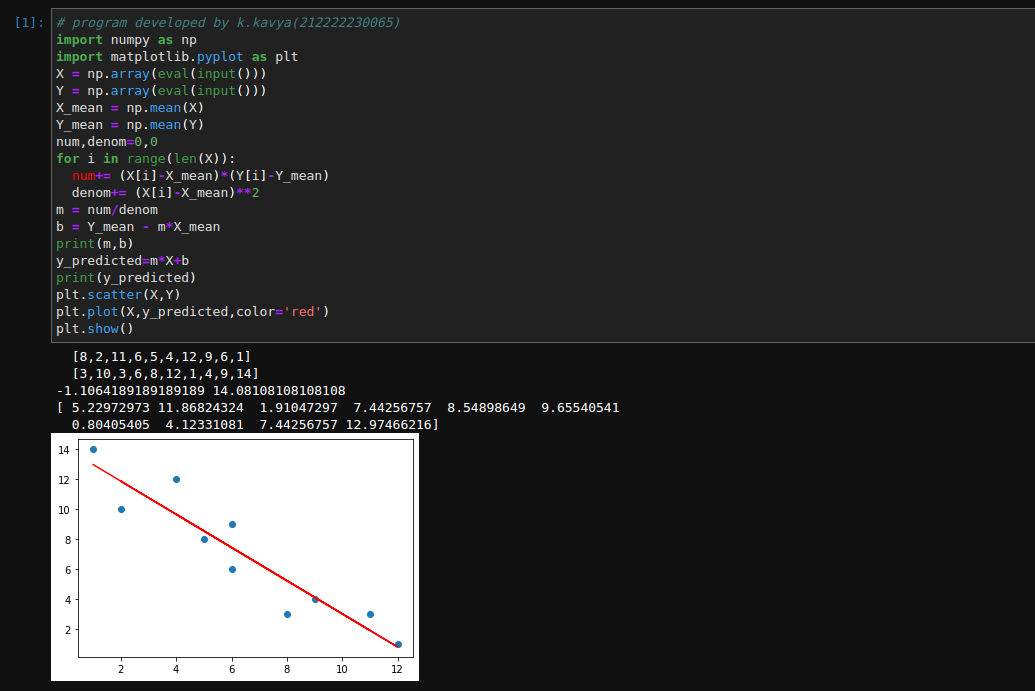 [1]: # program developed by k.kavya(212222230065)
import numpy as np
import matplotlib.pyplot as plt
X = np.array(eval(input()))
Y = np.array(eval(input()))
X_mean = np.mean(X)
Y_mean = np.mean(Y)
num,denom=0,0
for i in range(len(X)):
  num+= (X[i]-X_mean)*(Y[i]-Y_mean)
  denom+= (X[i]-X_mean)**2
m = num/denom
b = Y_mean - m*X_mean
print(m,b)
y_predicted=m*X+b
print(y_predicted)
plt.scatter(X,Y)
plt.plot(X,y_predicted,color='red')
plt.show()
  [8,2,11,6,5,4,12,9,6,1]
  [3,10,3,6,8,12,1,4,9,14]
-1.1064189189189189 14.08108108108108
[ 5.22972973 11.86824324  1.91047297  7.44256757  8.54898649  9.65540541
  0.80405405  4.12331081  7.44256757 12.97466216]
14
12
10
8
6
4
2
2 4 6 8 10 12